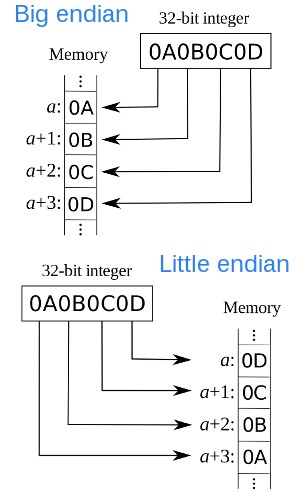 Big endian
32-bit integer
0A0B0C0D
Memory
⋮
a: 0A
a+1: 0B
a+2: 0C
a+3: 0D
⋮
Little endian
32-bit integer
0A0B0C0D
Memory
⋮
a: 0D
a+1: 0C
a+2: 0B
a+3: 0A
⋮